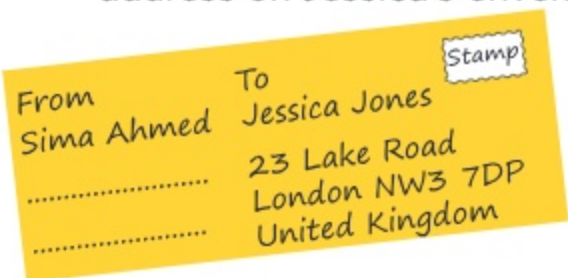 From
Sima Ahmed
To
Jessica Jones
23 Lake Road
London NW3 7DP
United Kingdom
Stamp